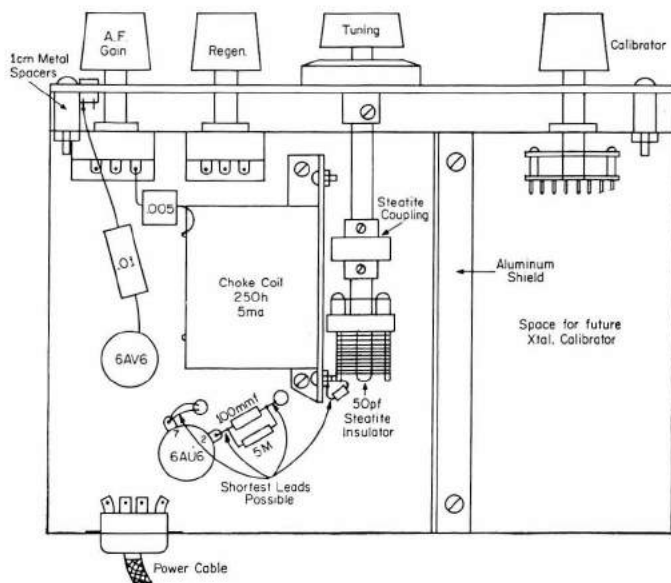 A.F.
Gain
Regen.
Tuning
Calibrator
1cm Metal
Spacers
.005
Steatite
Coupling
.01
Choke Coil
250h
5ma
Aluminum
Shield
Space for future
Xtal. Calibrator
6AV6
50pf
Steatite
Insulator
100mmf
5M
7
2
6AU6
Shortest Leads
Possible
Power Cable